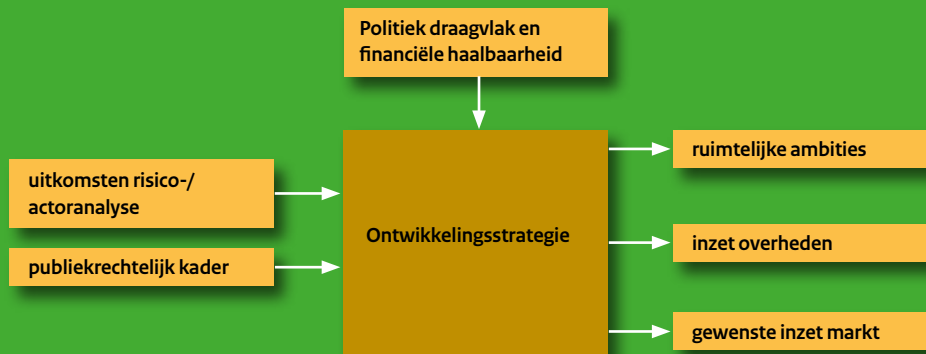 Politiek draagvlak en
financiële haalbaarheid
uitkomsten risico-/
actoranalyse
publiekrechtelijk kader
Ontwikkelingsstrategie
ruimtelijke ambities
inzet overheden
gewenste inzet markt